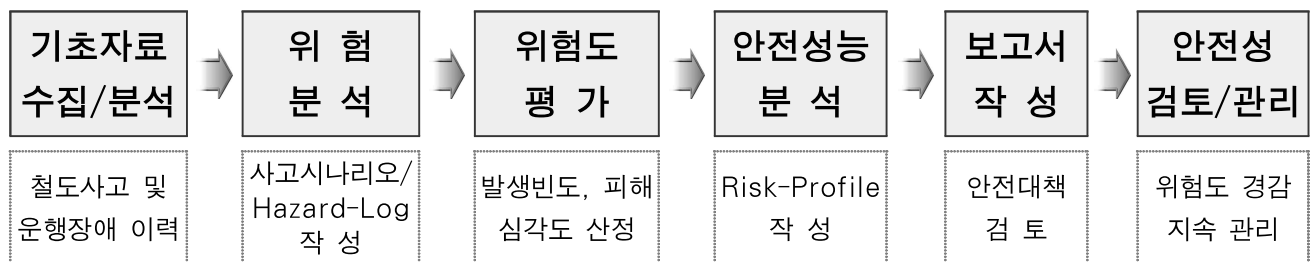 기초자료
수집/분석
위 험
분 석
위험도
평 가
안전성능
분 석
보고서
작 성
안전성
검토/관리
철도사고 및
운행장애 이력
사고시나리오/
Hazard-Log
작 성
발생빈도, 피해
심각도 산정
Risk-Profile
작 성
안전대책
검 토
위험도 경감
지속 관리